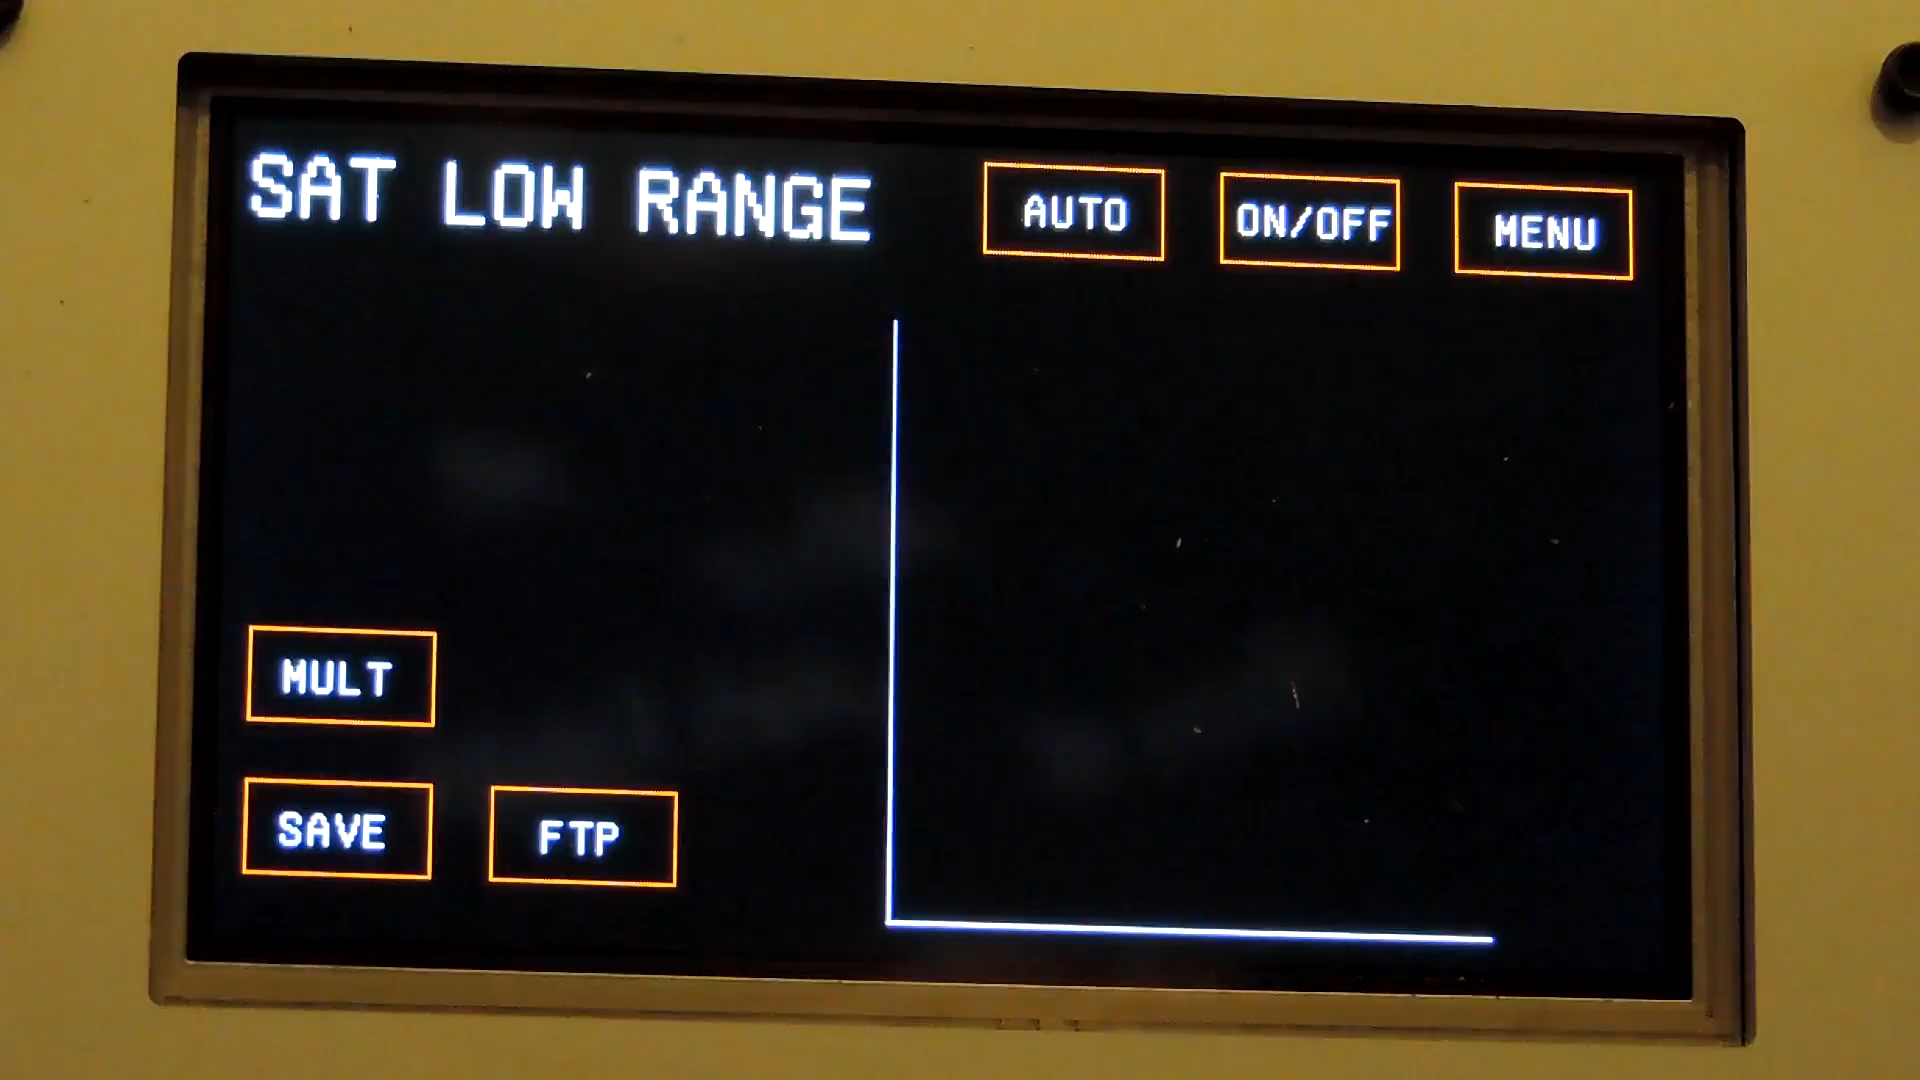 SAT LOW RANGE
AUTO
ON/OFF
MENU
MULT
SAVE
FTP